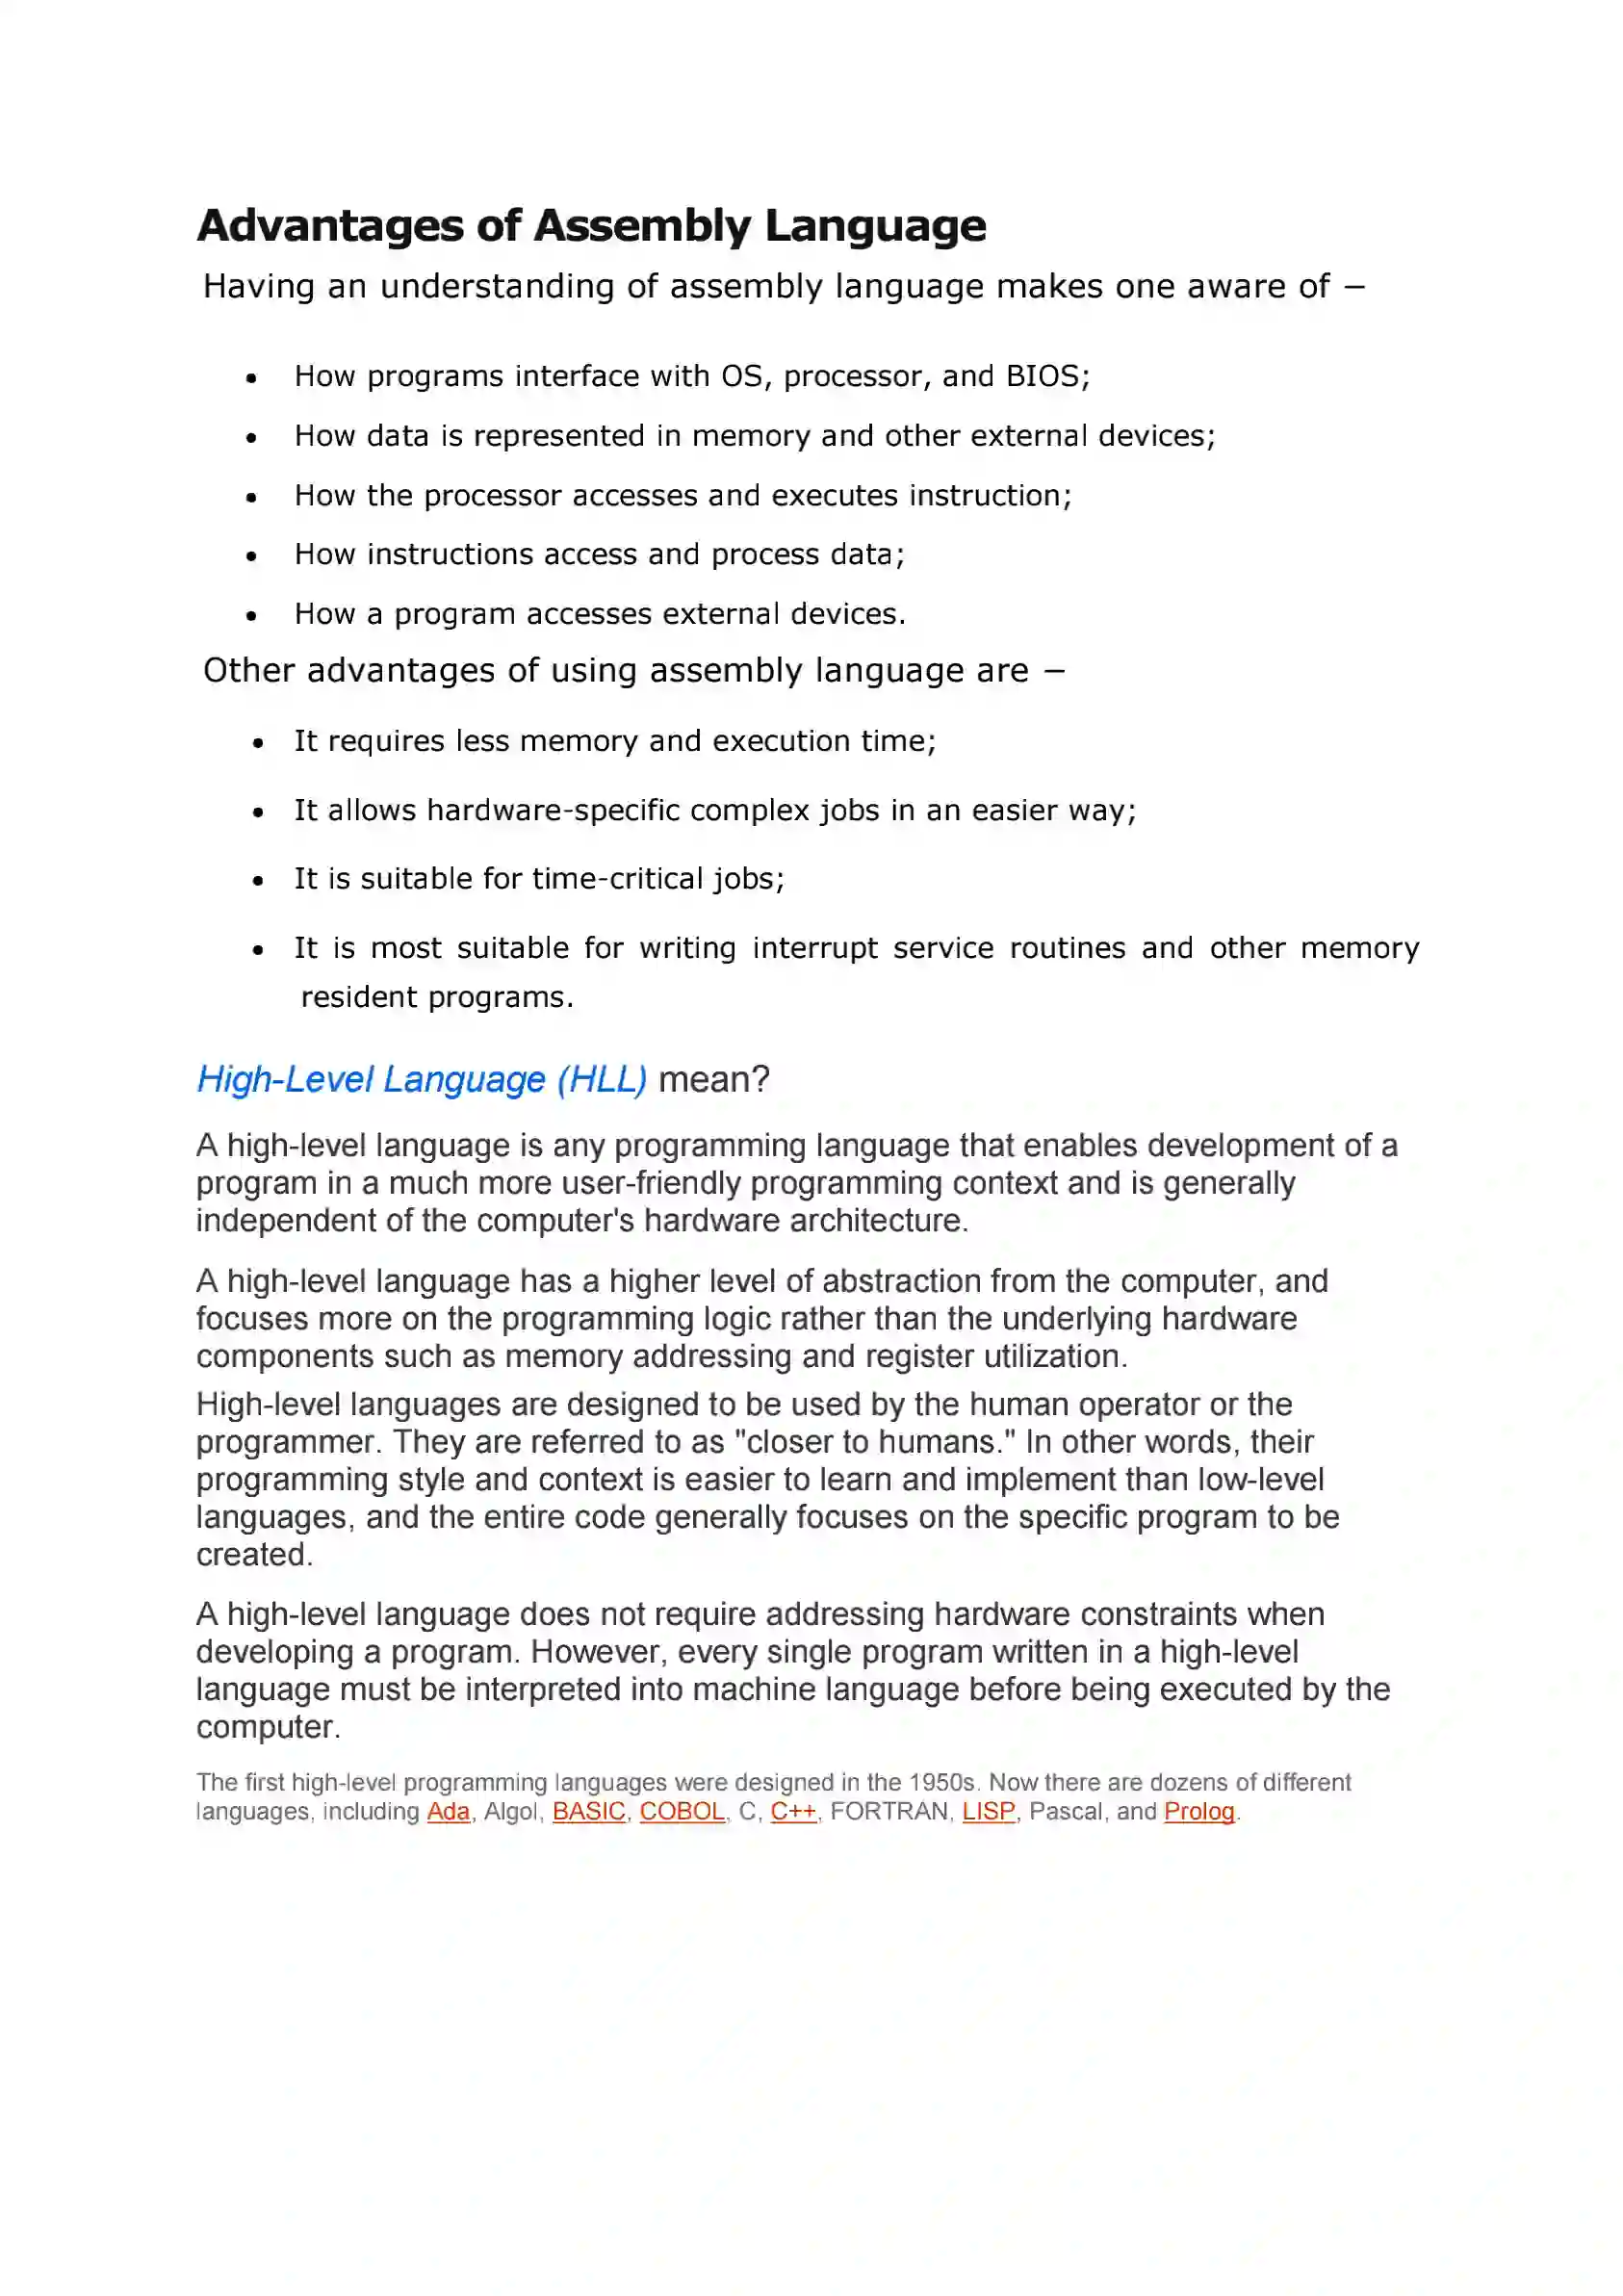 Advantages of Assembly Language
Having an understanding of assembly language makes one aware of −
• How programs interface with OS, processor, and BIOS;
• How data is represented in memory and other external devices;
• How the processor accesses and executes instruction;
• How instructions access and process data;
• How a program accesses external devices.
Other advantages of using assembly language are −
• It requires less memory and execution time;
• It allows hardware-specific complex jobs in an easier way;
• It is suitable for time-critical jobs;
• It is most suitable for writing interrupt service routines and other memory
resident programs.
High-Level Language (HLL) mean?
A high-level language is any programming language that enables development of a
program in a much more user-friendly programming context and is generally
independent of the computer's hardware architecture.
A high-level language has a higher level of abstraction from the computer, and
focuses more on the programming logic rather than the underlying hardware
components such as memory addressing and register utilization.
High-level languages are designed to be used by the human operator or the
programmer. They are referred to as "closer to humans." In other words, their
programming style and context is easier to learn and implement than low-level
languages, and the entire code generally focuses on the specific program to be
created.
A high-level language does not require addressing hardware constraints when
developing a program. However, every single program written in a high-level
language must be interpreted into machine language before being executed by the
computer.
The first high-level programming languages were designed in the 1950s. Now there are dozens of different
languages, including Ada, Algol, BASIC, COBOL, C, C++, FORTRAN, LISP, Pascal, and Prolog.